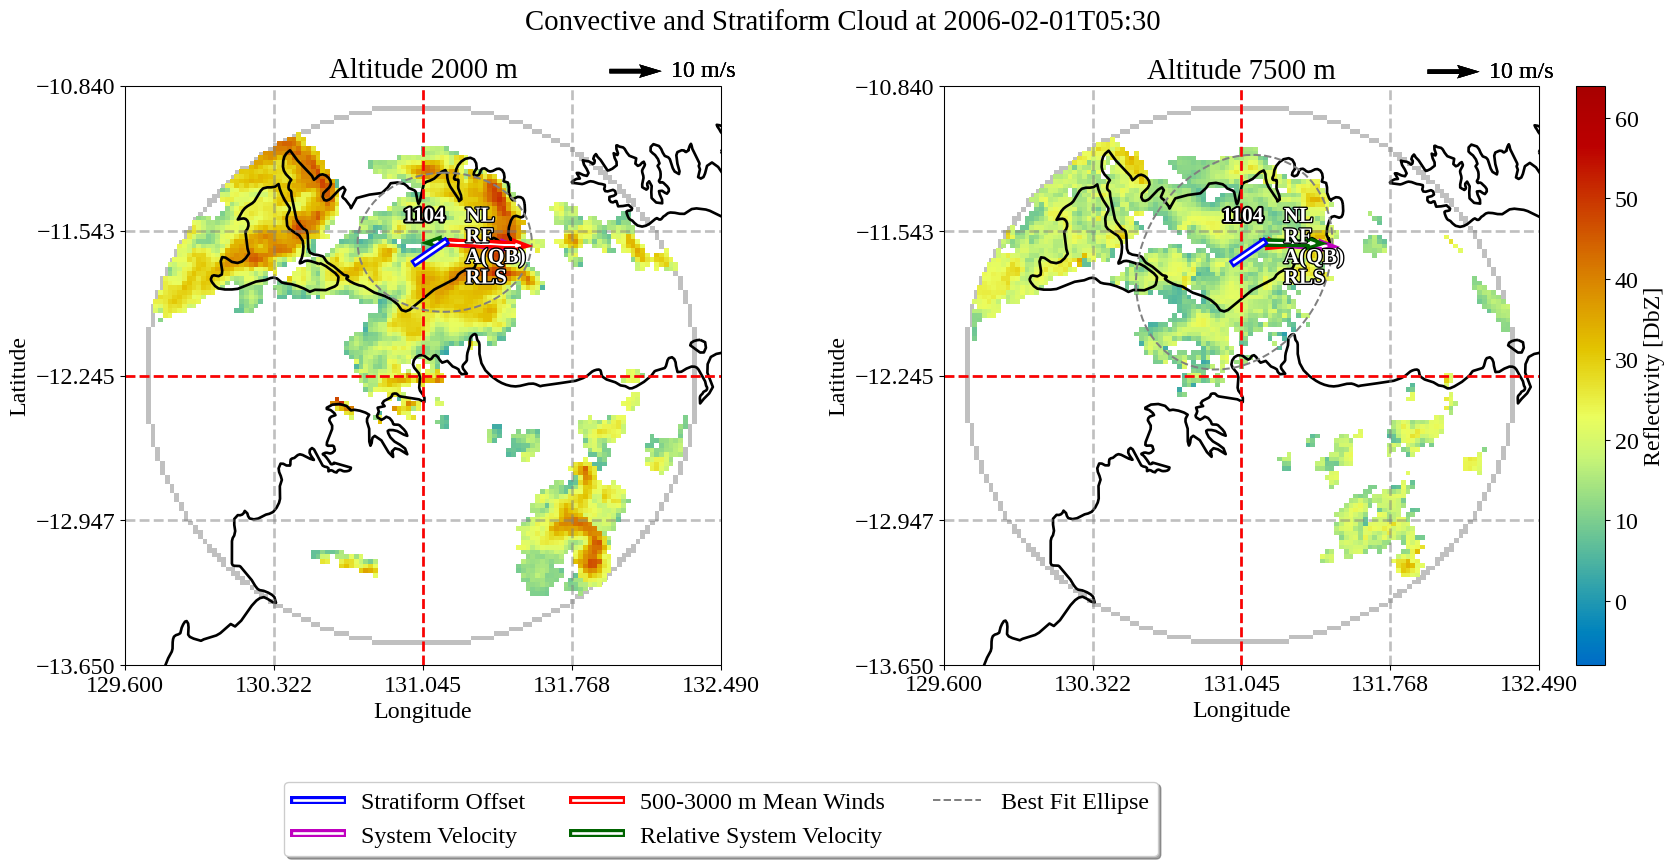 Convective and Stratiform Cloud at 2006-02-01T05:30
Altitude 2000 m
10 m/s
−10.840
−11.543
−12.245
−12.947
−13.650
Latitude
1104
NL
RF
A(QB)
RLS
129.600
130.322
131.045
131.768
132.490
Longitude
Altitude 7500 m
10 m/s
−10.840
−11.543
−12.245
−12.947
−13.650
Latitude
1104
NL
RF
A(QB)
RLS
129.600
130.322
131.045
131.768
132.490
Longitude
60
50
40
30
20
10
0
Reflectivity [DbZ]
Stratiform Offset
System Velocity
500-3000 m Mean Winds
Relative System Velocity
Best Fit Ellipse